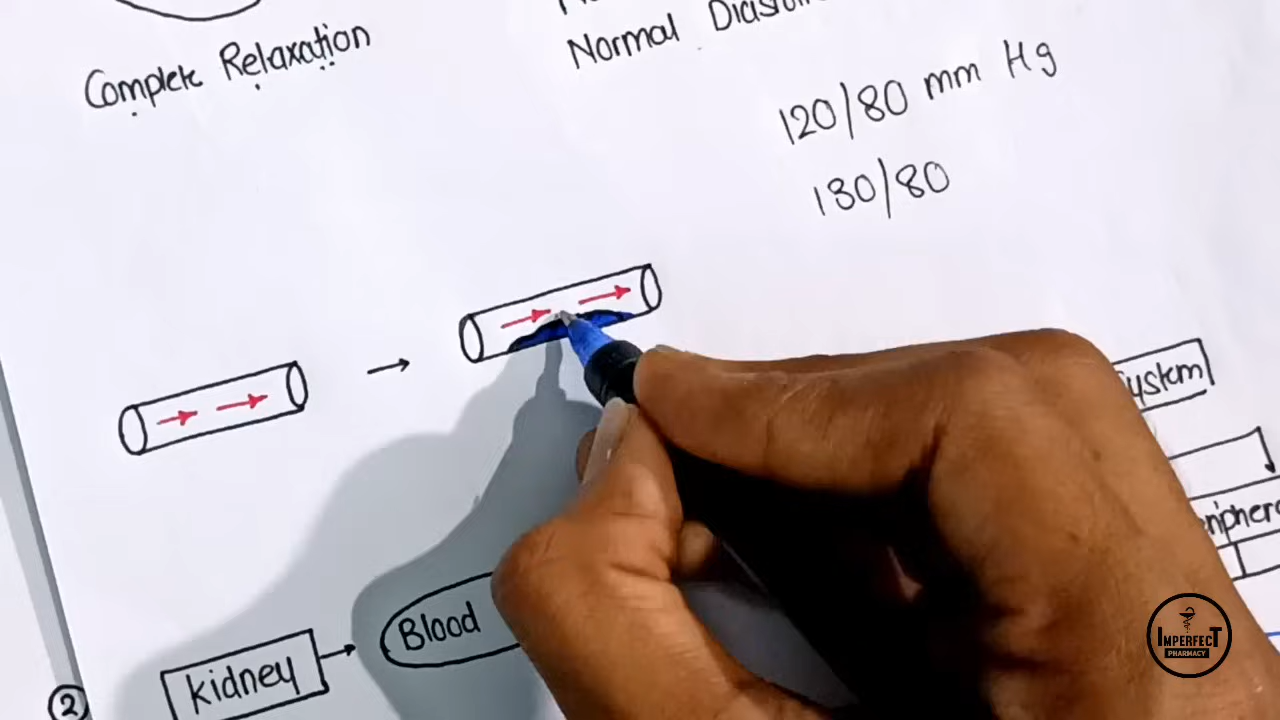 Complete Relaxation
Normal
120/80 mm Hg
130/80
System
Blood
kidney
2
IMPERFECT
PHARMACY